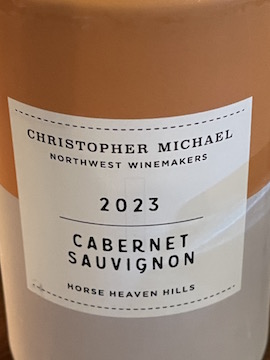 CHRISTOPHER MICHAEL
NORTHWEST WINEMAKERS
2023
CABERNET
SAUVIGNON
HORSE HEAVEN HILLS